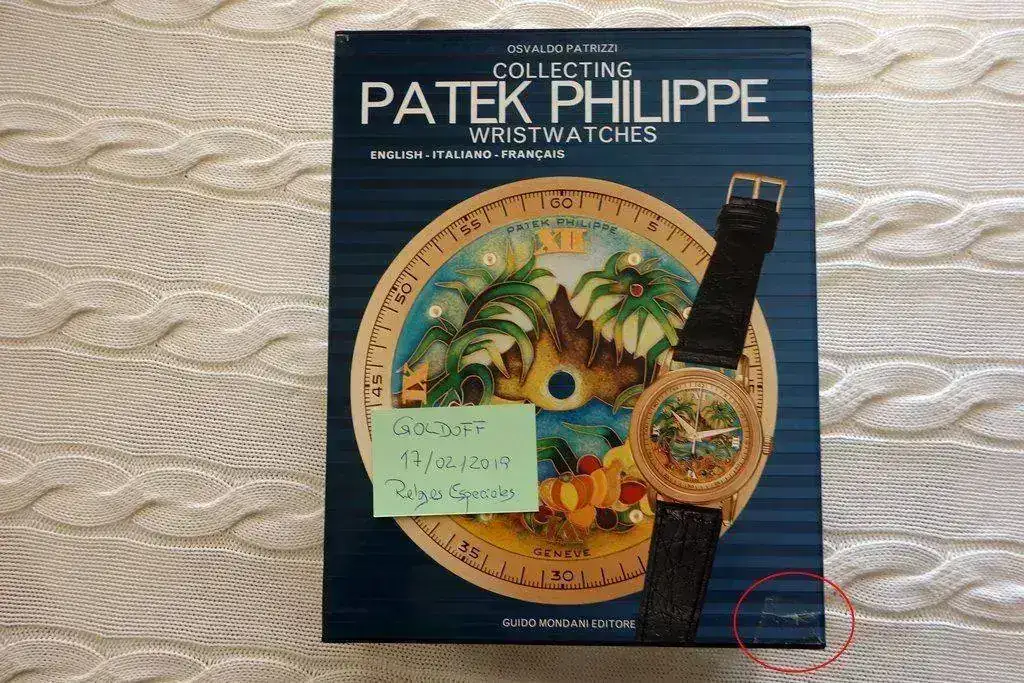 OSVALDO PATRIZZI
COLLECTING
PATEK PHILIPPE
WRISTWATCHES
ENGLISH - ITALIANO - FRANÇAIS
55
60
5
PATEK PHILIPPE
XII
50
45
IX
GOLDOFF
17/02/2019
Relojes Especiales
35
30
GENEVE
GUIDO MONDANI EDITORE